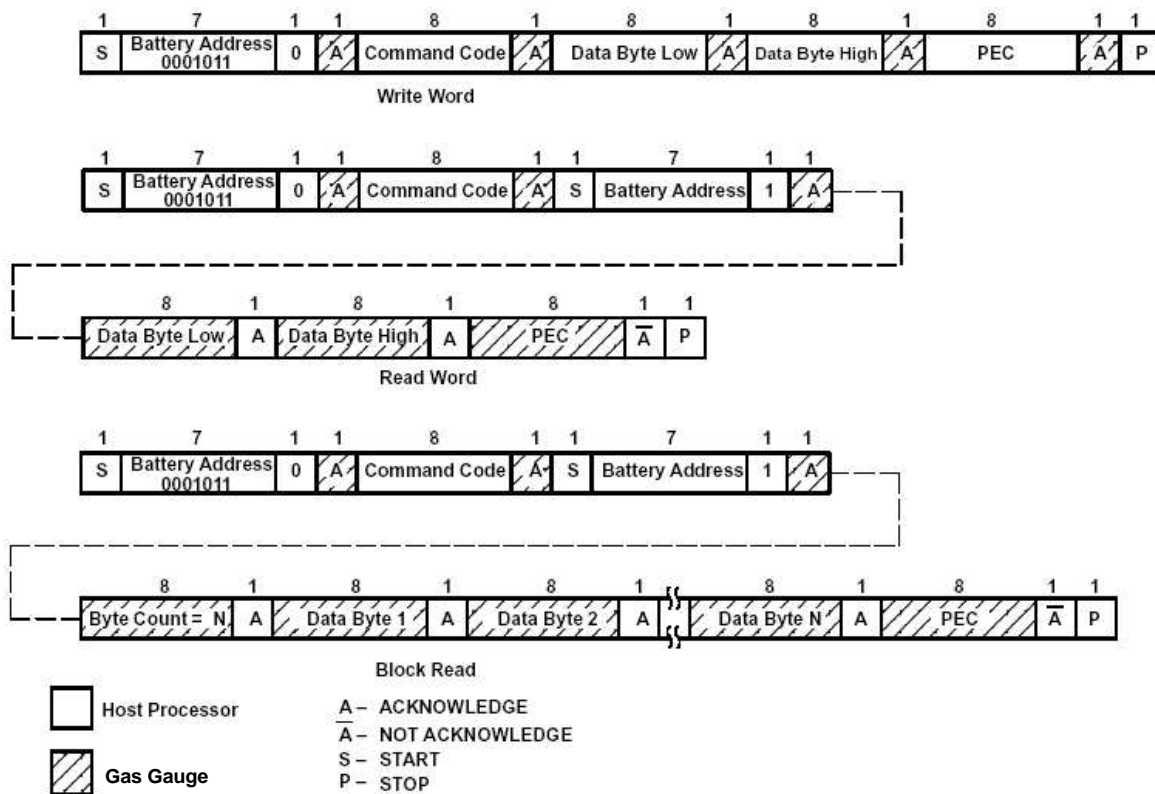 1 7 1 1 8 1 8 1 8 1 8 1 1
S Battery Address 0001011 0 A Command Code A Data Byte Low A Data Byte High A PEC A P
Write Word
1 7 1 1 8 1 1 7 1 1
S Battery Address 0001011 0 A Command Code A S Battery Address 1 A
8 1 8 1 8 1 1
Data Byte Low A Data Byte High A PEC A̅ P
Read Word
1 7 1 1 8 1 1 7 1 1
S Battery Address 0001011 0 A Command Code A S Battery Address 1 A
8 1 8 1 8 1 8 1 8 1 1
Byte Count = N A Data Byte 1 A Data Byte 2 A Data Byte N A PEC A̅ P
Block Read
Host Processor
Gas Gauge
A – ACKNOWLEDGE
A̅ – NOT ACKNOWLEDGE
S – START
P – STOP